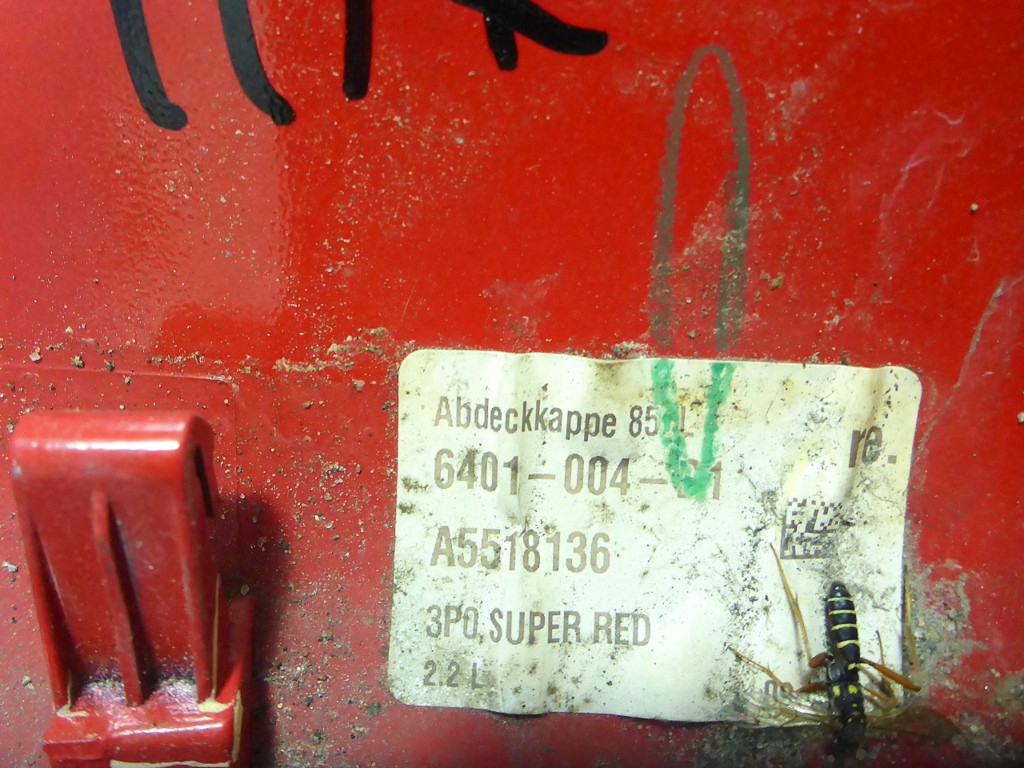 Abdeckkappe 85 L
re.
6401-004-
A5518136
3P0, SUPER RED
2.2 L